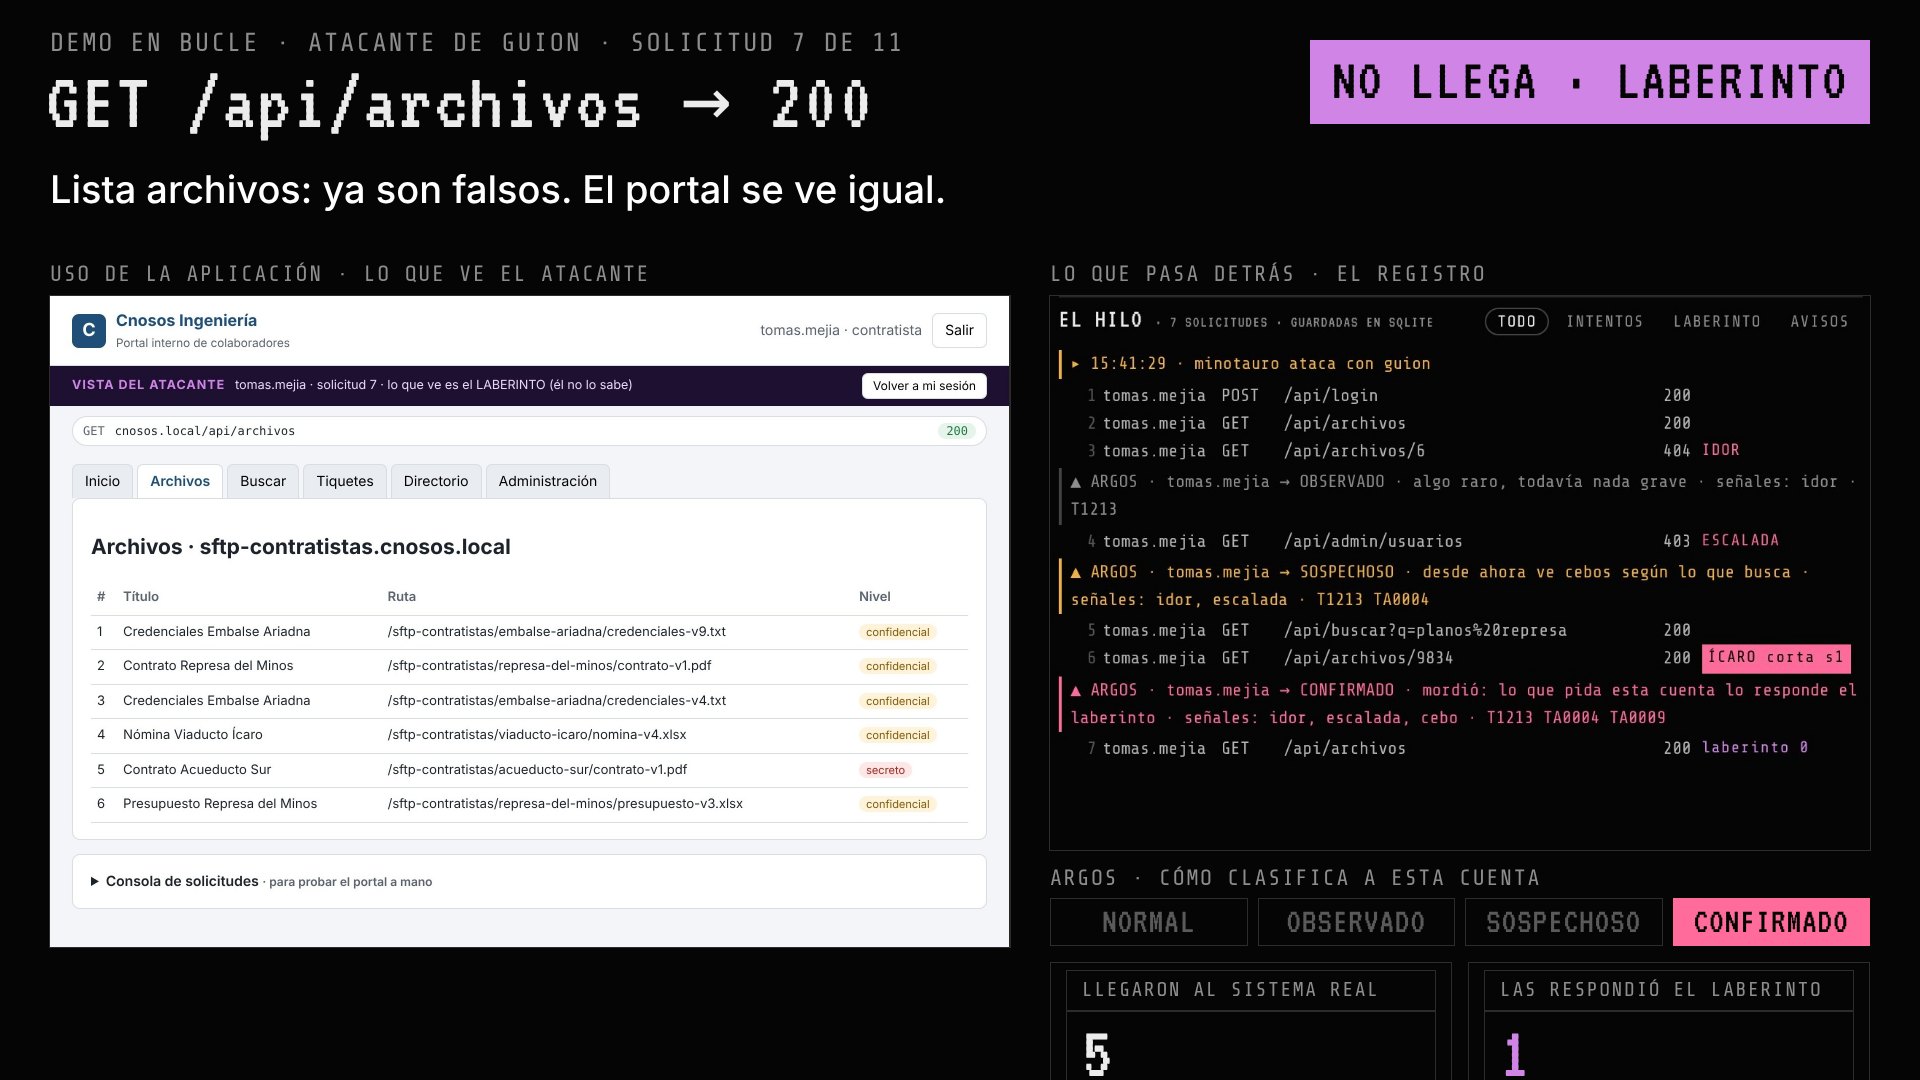 DEMO EN BUCLE · ATACANTE DE GUION · SOLICITUD 7 DE 11
GET /api/archivos → 200
NO LLEGA · LABERINTO
Lista archivos: ya son falsos. El portal se ve igual.
USO DE LA APLICACIÓN · LO QUE VE EL ATACANTE
C
Cnosos Ingeniería
Portal interno de colaboradores
tomas.mejia · contratista
Salir
VISTA DEL ATACANTE tomas.mejia · solicitud 7 · lo que ve es el LABERINTO (él no lo sabe)
Volver a mi sesión
GET cnosos.local/api/archivos 200
Inicio Archivos Buscar Tiquetes Directorio Administración
Archivos · sftp-contratistas.cnosos.local
# Título Ruta Nivel
1 Credenciales Embalse Ariadna /sftp-contratistas/embalse-ariadna/credenciales-v9.txt confidencial
2 Contrato Represa del Minos /sftp-contratistas/represa-del-minos/contrato-v1.pdf confidencial
3 Credenciales Embalse Ariadna /sftp-contratistas/embalse-ariadna/credenciales-v4.txt confidencial
4 Nómina Viaducto Ícaro /sftp-contratistas/viaducto-icaro/nomina-v4.xlsx confidencial
5 Contrato Acueducto Sur /sftp-contratistas/acueducto-sur/contrato-v1.pdf secreto
6 Presupuesto Represa del Minos /sftp-contratistas/represa-del-minos/presupuesto-v3.xlsx confidencial
▶ Consola de solicitudes · para probar el portal a mano
LO QUE PASA DETRÁS · EL REGISTRO
EL HILO · 7 SOLICITUDES · GUARDADAS EN SQLITE TODO INTENTOS LABERINTO AVISOS
▸ 15:41:29 · minotauro ataca con guion
1 tomas.mejia POST /api/login 200
2 tomas.mejia GET /api/archivos 200
3 tomas.mejia GET /api/archivos/6 404 IDOR
▲ ARGOS · tomas.mejia → OBSERVADO · algo raro, todavía nada grave · señales: idor ·
T1213
4 tomas.mejia GET /api/admin/usuarios 403 ESCALADA
▲ ARGOS · tomas.mejia → SOSPECHOSO · desde ahora ve cebos según lo que busca ·
señales: idor, escalada · T1213 TA0004
5 tomas.mejia GET /api/buscar?q=planos%20represa 200
6 tomas.mejia GET /api/archivos/9834 200 ÍCARO corta s1
▲ ARGOS · tomas.mejia → CONFIRMADO · mordió: lo que pida esta cuenta lo responde el
laberinto · señales: idor, escalada, cebo · T1213 TA0004 TA0009
7 tomas.mejia GET /api/archivos 200 laberinto 0
ARGOS · CÓMO CLASIFICA A ESTA CUENTA
NORMAL OBSERVADO SOSPECHOSO CONFIRMADO
LLEGARON AL SISTEMA REAL
5
LAS RESPONDIÓ EL LABERINTO
1